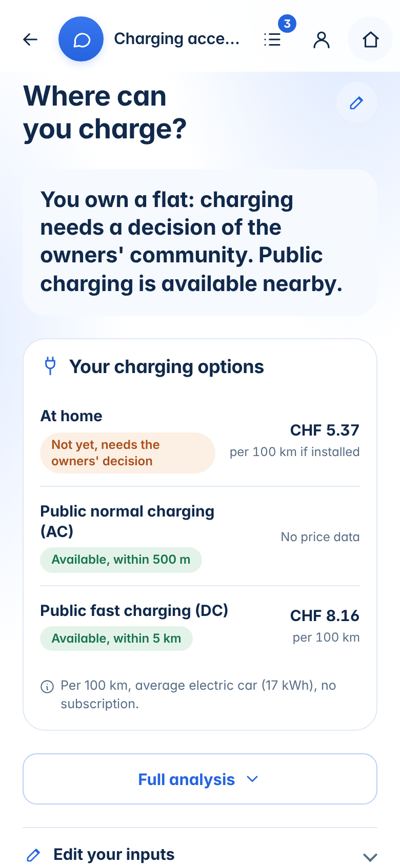 Charging acce...
3
Where can
you charge?
You own a flat: charging
needs a decision of the
owners' community. Public
charging is available nearby.
Your charging options
At home
Not yet, needs the
owners' decision
CHF 5.37
per 100 km if installed
Public normal charging
(AC)
Available, within 500 m
No price data
Public fast charging (DC)
Available, within 5 km
CHF 8.16
per 100 km
Per 100 km, average electric car (17 kWh), no
subscription.
Full analysis
Edit your inputs